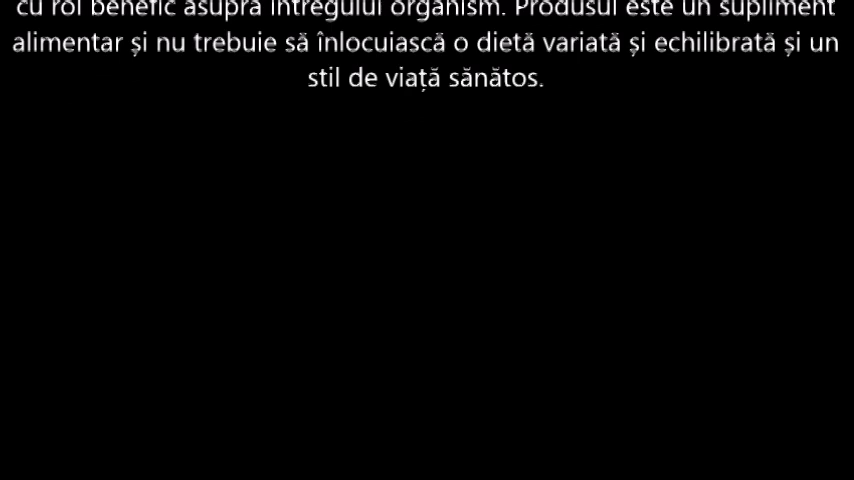 cu rol benefic asupra întregului organism. Produsul este un supliment
alimentar și nu trebuie să înlocuiască o dietă variată și echilibrată și un
stil de viață sănătos.